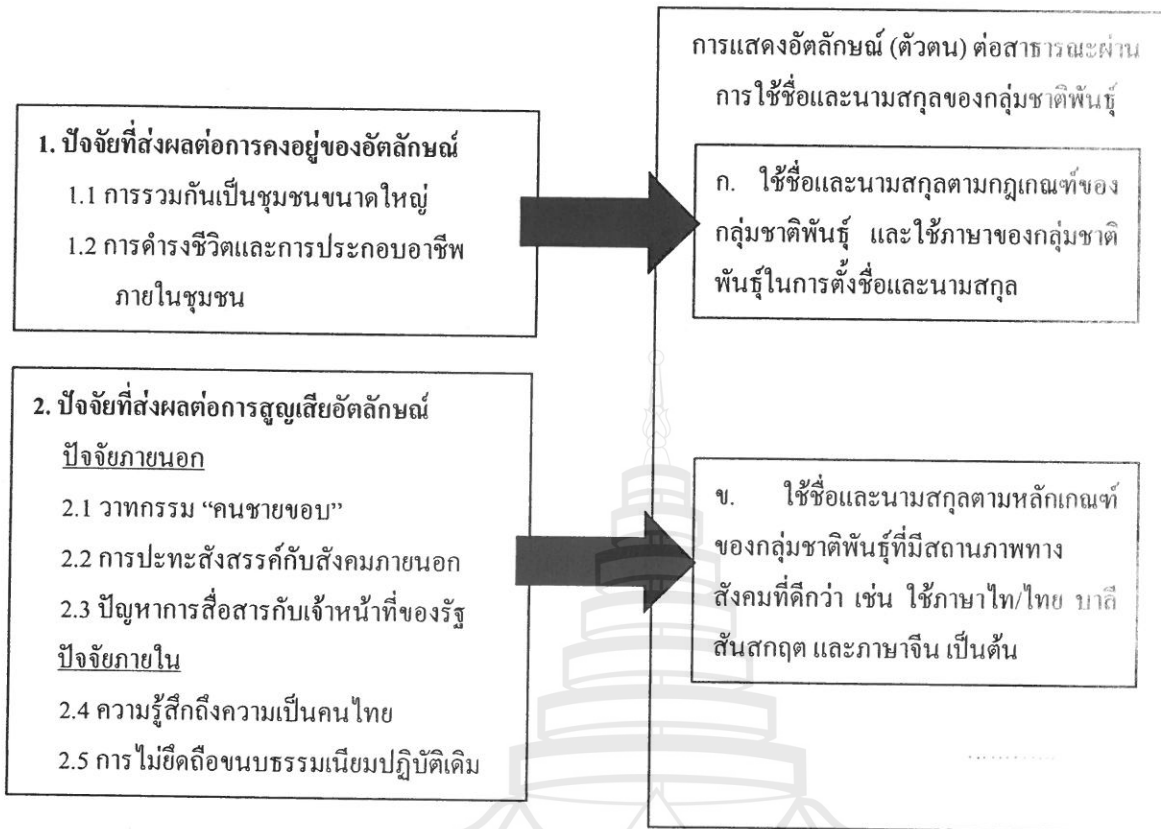 1. ปัจจัยที่ส่งผลต่อการคงอยู่ของอัตลักษณ์
1.1 การรวมกันเป็นชุมชนขนาดใหญ่
1.2 การดำรงชีวิตและการประกอบอาชีพ
ภายในชุมชน
2. ปัจจัยที่ส่งผลต่อการสูญเสียอัตลักษณ์
ปัจจัยภายนอก
2.1 วาทกรรม “คนชายขอบ”
2.2 การปะทะสังสรรค์กับสังคมภายนอก
2.3 ปัญหาการสื่อสารกับเจ้าหน้าที่ของรัฐ
ปัจจัยภายใน
2.4 ความรู้สึกถึงความเป็นคนไทย
2.5 การไม่ยึดถือขนบธรรมเนียมปฏิบัติเดิม
การแสดงอัตลักษณ์ (ตัวตน) ต่อสาธารณะผ่าน
การใช้ชื่อและนามสกุลของกลุ่มชาติพันธุ์
ก. ใช้ชื่อและนามสกุลตามกฎเกณฑ์ของ
กลุ่มชาติพันธุ์ และใช้ภาษาของกลุ่มชาติ
พันธุ์ในการตั้งชื่อและนามสกุล
ข. ใช้ชื่อและนามสกุลตามหลักเกณฑ์
ของกลุ่มชาติพันธุ์ที่มีสถานภาพทาง
สังคมที่ดีกว่า เช่น ใช้ภาษาไท/ไทย บาลี
สันสกฤต และภาษาจีน เป็นต้น